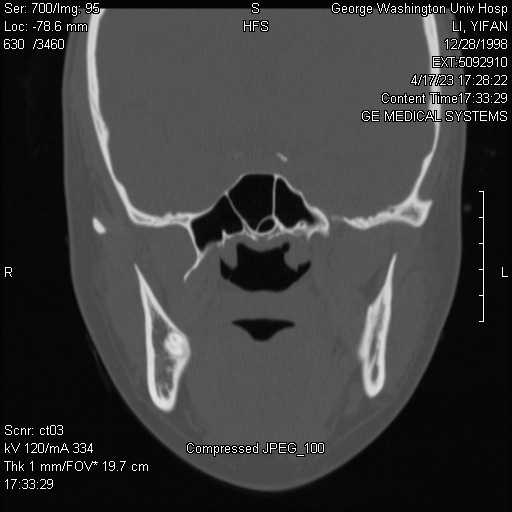 Ser: 700/Img: 95
Loc: -78.6 mm
630 /3460
S
HFS
George Washington Univ Hosp
LI, YIFAN
12/28/1998
EXT:5092910
4/17/23 17:28:22
Content Time17:33:29
GE MEDICAL SYSTEMS
R
L
Scnr: ct03
kV 120/mA 334
Thk 1 mm/FOV* 19.7 cm
17:33:29
Compressed JPEG_100